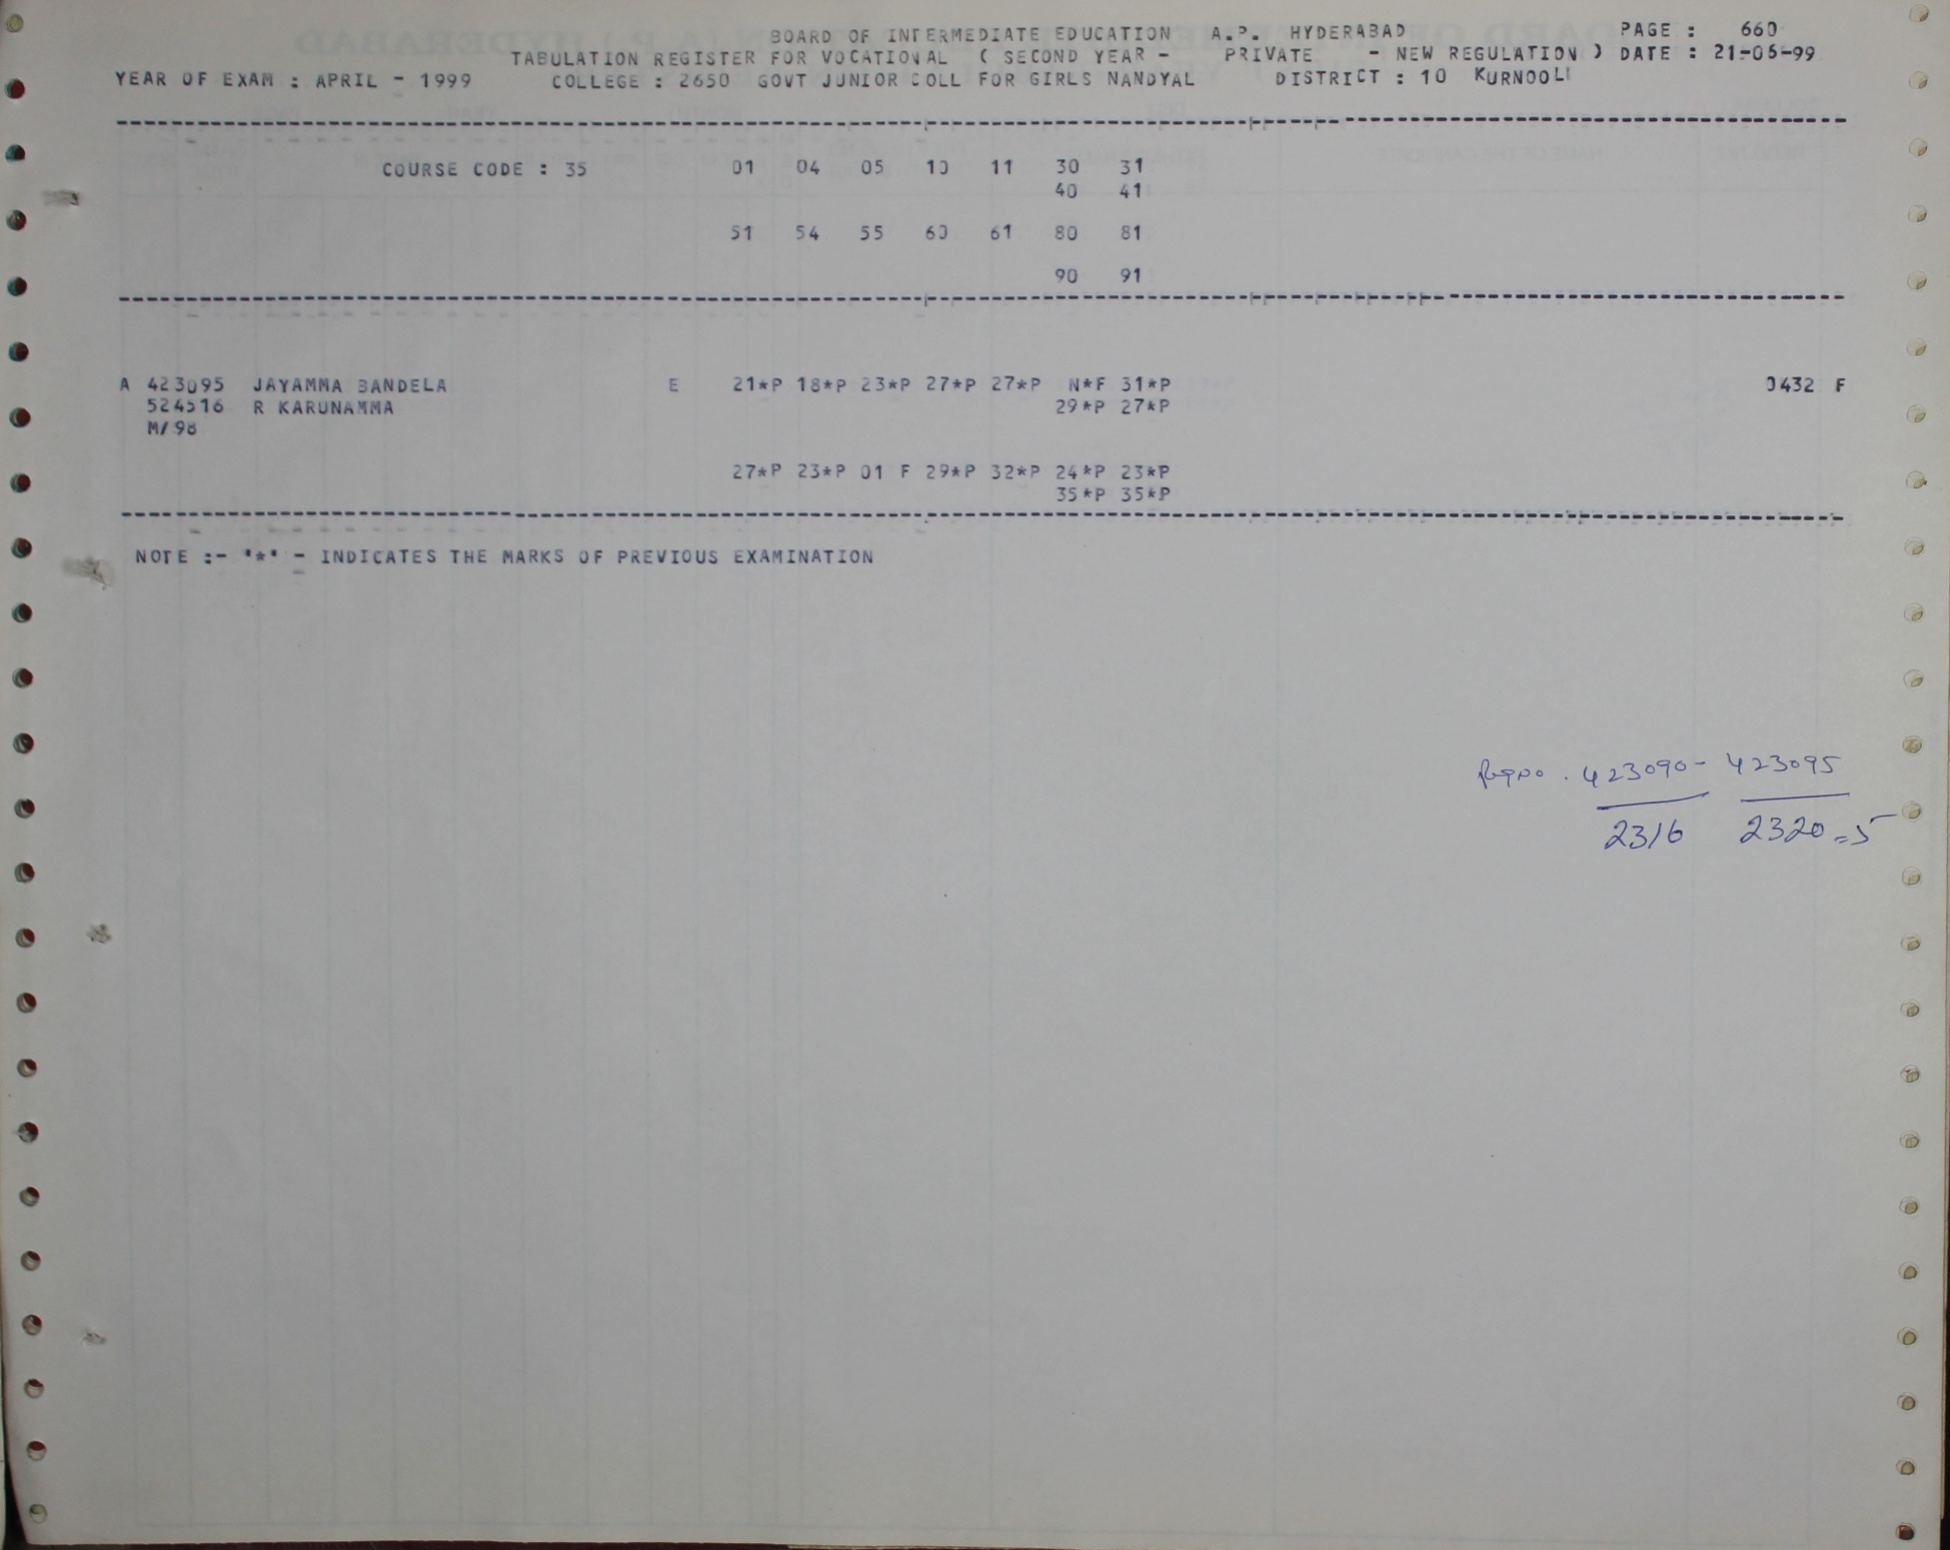 BOARD OF INTERMEDIATE EDUCATION A.P. HYDERABAD PAGE : 660
TABULATION REGISTER FOR VOCATIONAL ( SECOND YEAR - PRIVATE - NEW REGULATION ) DATE : 21-06-99
YEAR OF EXAM : APRIL - 1999 COLLEGE : 2650 GOVT JUNIOR COLL FOR GIRLS NANDYAL DISTRICT : 10 KURNOOL
COURSE CODE : 35 01 04 05 10 11 30 31
40 41
51 54 55 60 61 80 81
90 91
A 423095 JAYAMMA BANDELA E 21*P 18*P 23*P 27*P 27*P N*F 31*P 0432 F
524516 R KARUNAMMA 29*P 27*P
M/98
27*P 23*P 01 F 29*P 32*P 24*P 23*P
35*P 35*P
NOTE :- '*' - INDICATES THE MARKS OF PREVIOUS EXAMINATION
Regno . 423090 - 423095
2316 2320 = 5